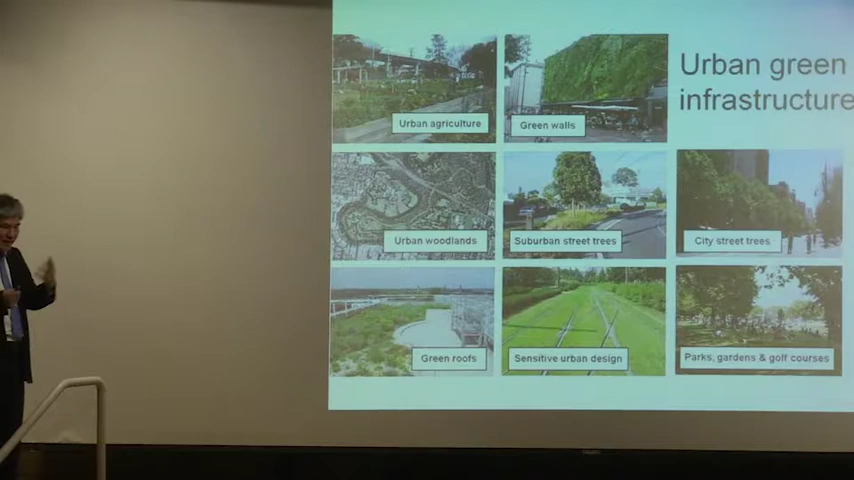 Urban green
infrastructure
Urban agriculture
Green walls
Urban woodlands
Suburban street trees
City street trees
Green roofs
Sensitive urban design
Parks, gardens & golf courses